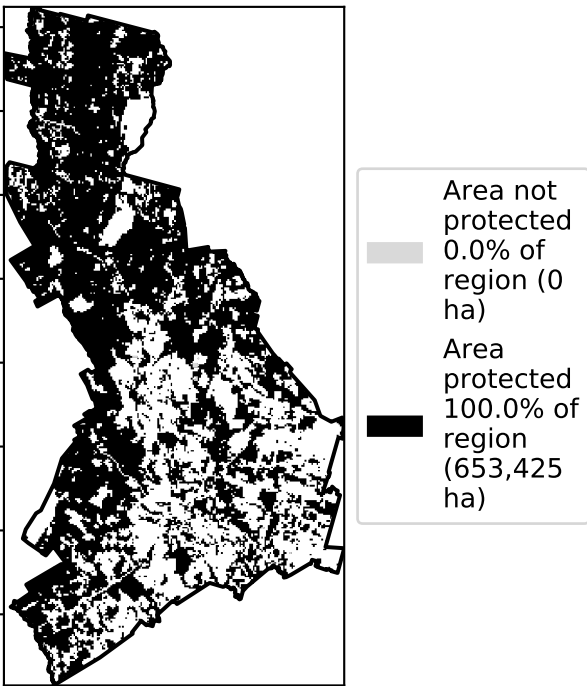 Area not
protected
0.0% of
region (0
ha)
Area
protected
100.0% of
region
(653,425
ha)